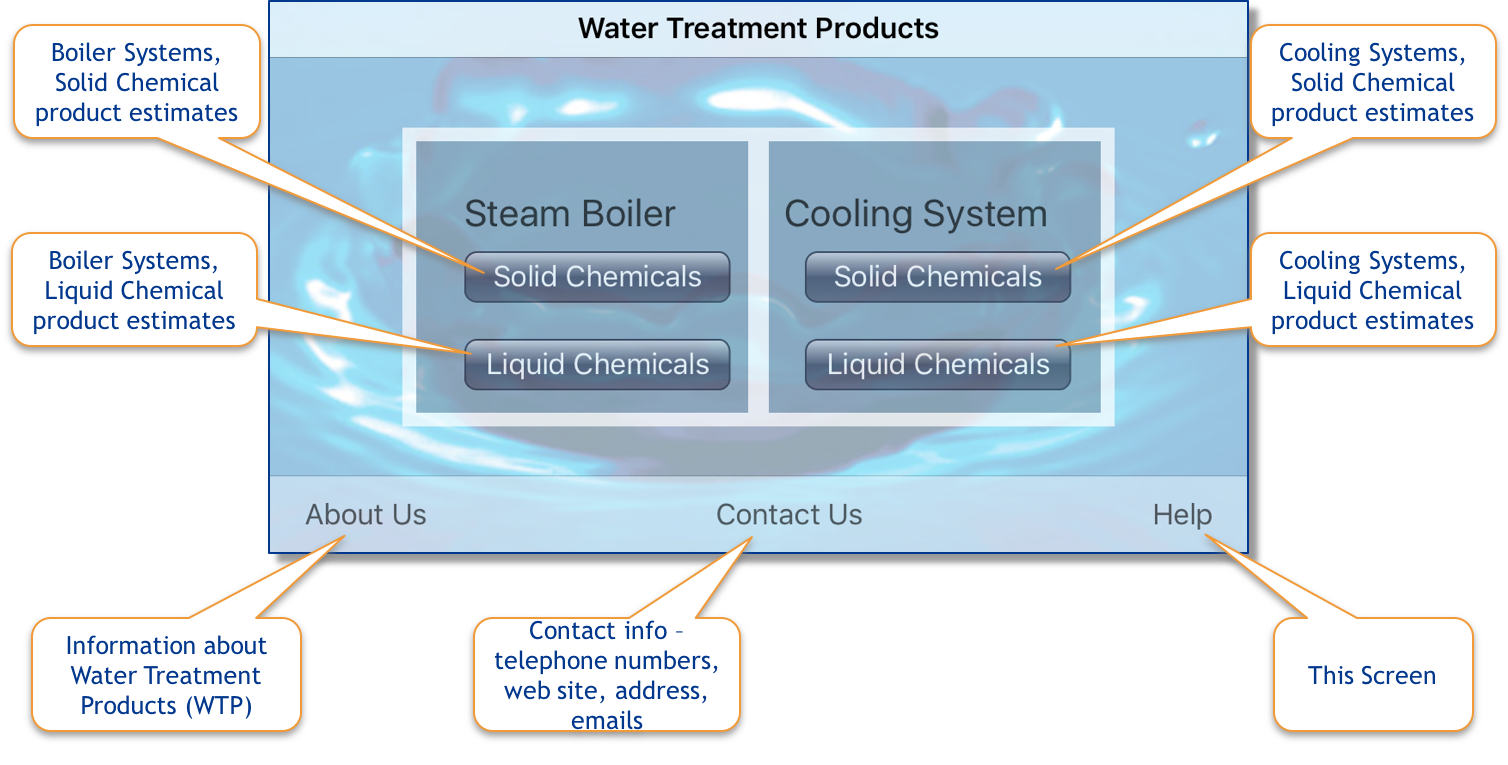 Water Treatment Products
Boiler Systems,
Solid Chemical
product estimates
Cooling Systems,
Solid Chemical
product estimates
Steam Boiler
Cooling System
Solid Chemicals
Solid Chemicals
Boiler Systems,
Liquid Chemical
product estimates
Cooling Systems,
Liquid Chemical
product estimates
Liquid Chemicals
Liquid Chemicals
About Us
Contact Us
Help
Information about
Water Treatment
Products (WTP)
Contact info –
telephone numbers,
web site, address,
emails
This Screen